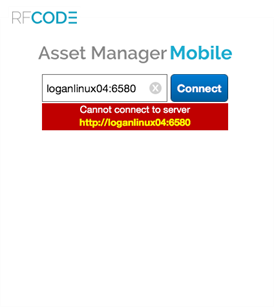 RFCODE
Asset Manager Mobile
loganlinux04:6580
Connect
Cannot connect to server
http://loganlinux04:6580